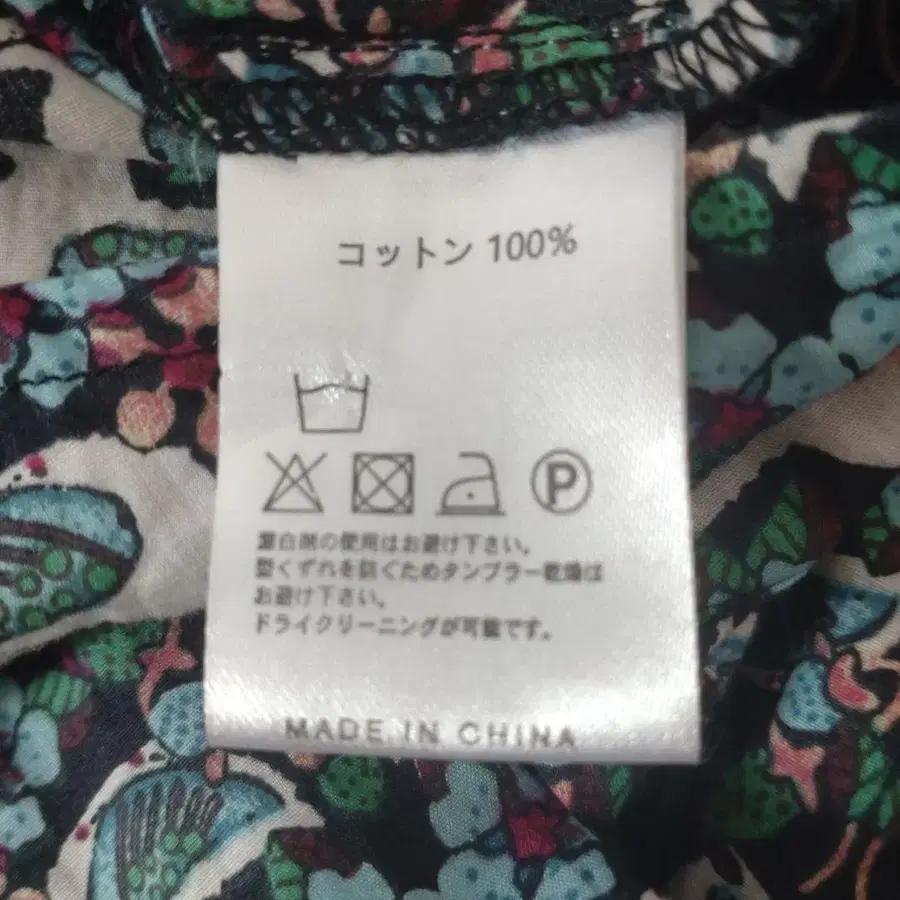 コットン 100%
P
漂白剤の使用はお避け下さい。
型くずれを防ぐためタンブラー乾燥は
お避け下さい。
ドライクリーニングが可能です。
MADE IN CHINA